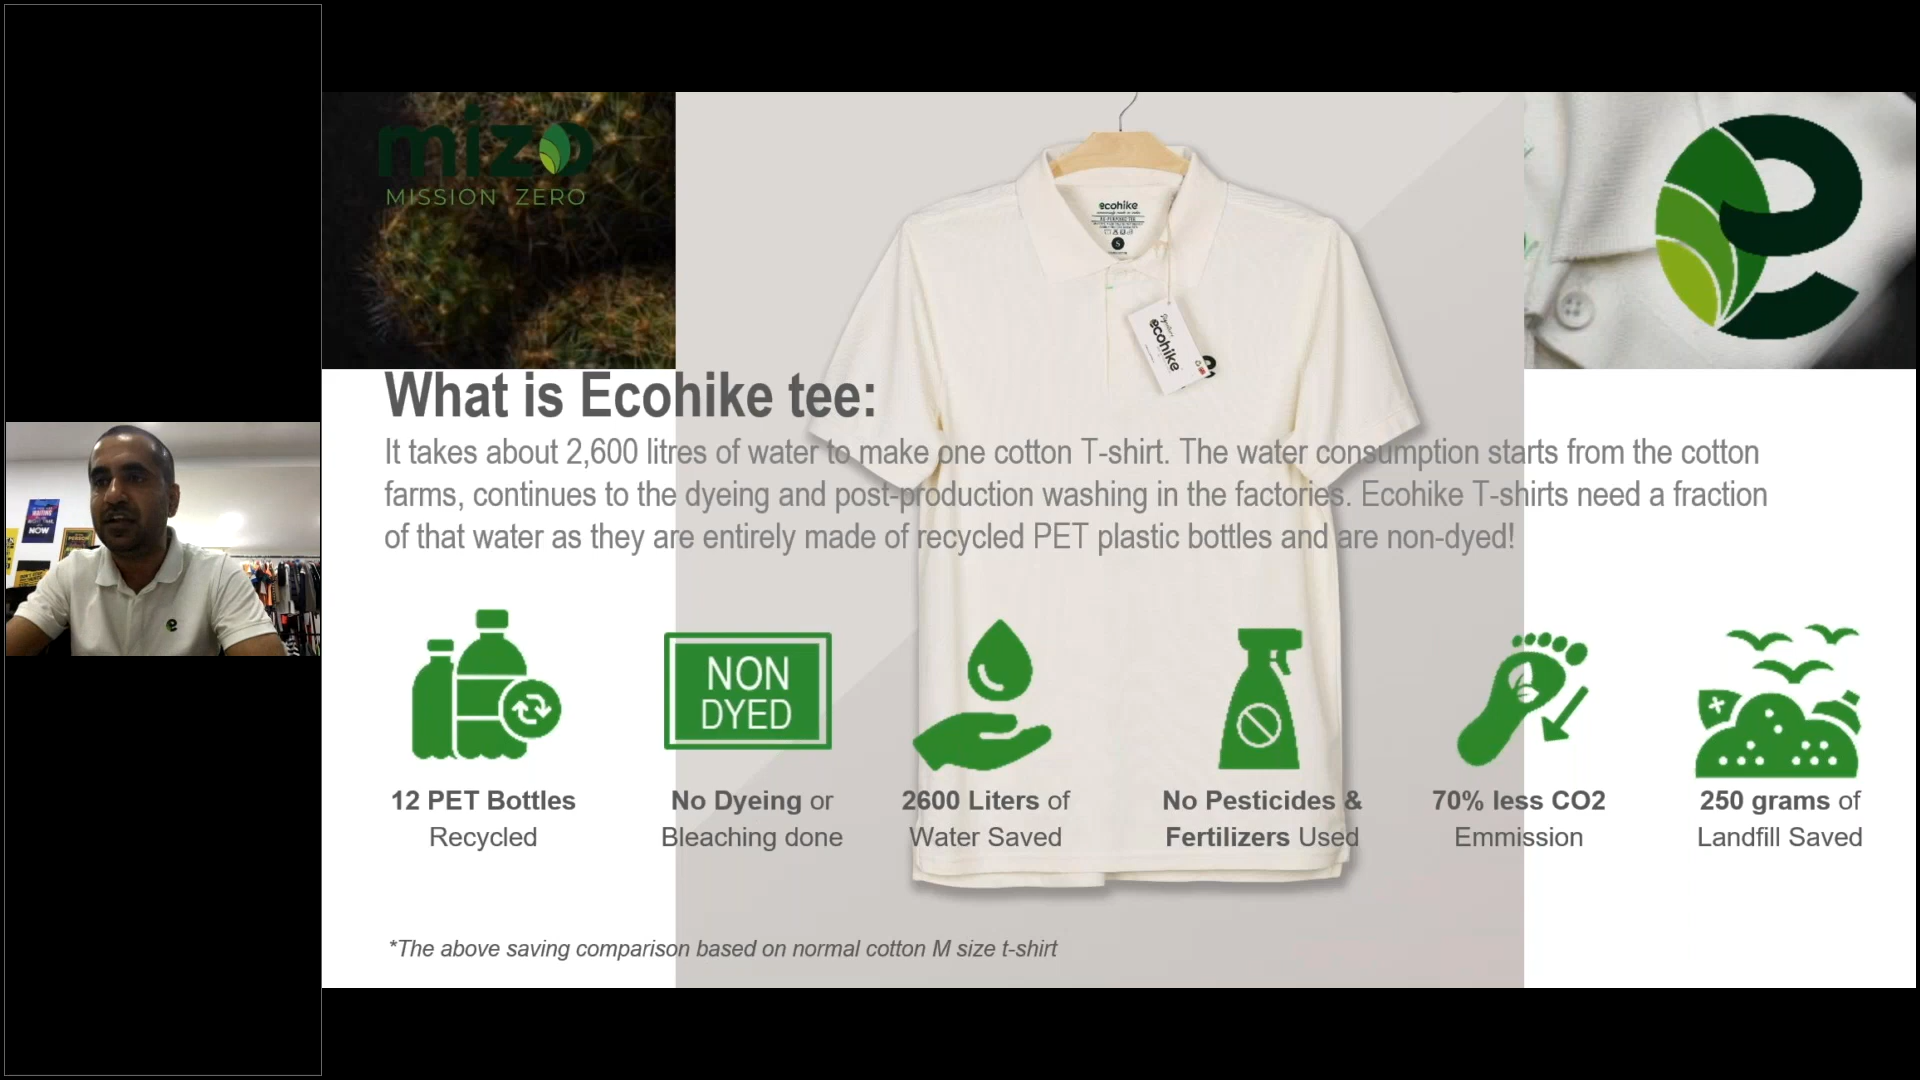 mizo
MISSION ZERO
ecohike
S
ecohike
e
What is Ecohike tee:
It takes about 2,600 litres of water to make one cotton T-shirt. The water consumption starts from the cotton
farms, continues to the dyeing and post-production washing in the factories. Ecohike T-shirts need a fraction
of that water as they are entirely made of recycled PET plastic bottles and are non-dyed!
NON
DYED
12 PET Bottles
Recycled
No Dyeing or
Bleaching done
2600 Liters of
Water Saved
No Pesticides &
Fertilizers Used
70% less CO2
Emmission
250 grams of
Landfill Saved
*The above saving comparison based on normal cotton M size t-shirt
NOW